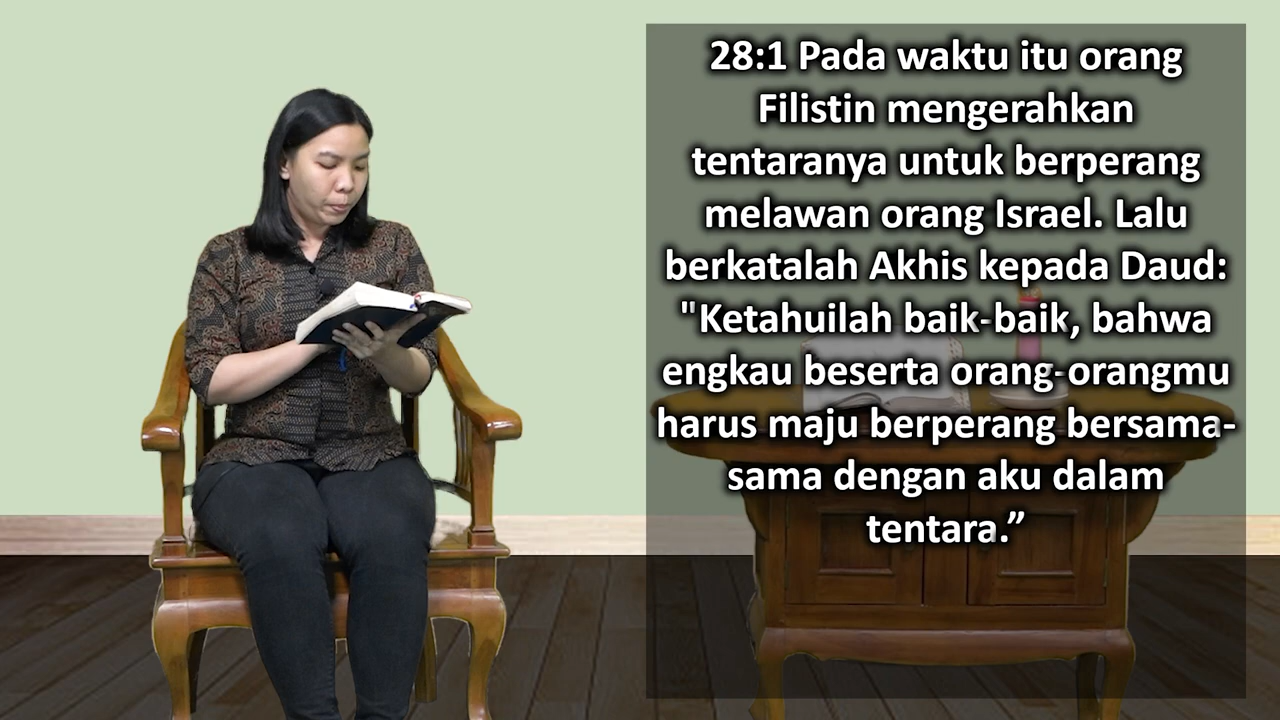 28:1 Pada waktu itu orang
Filistin mengerahkan
tentaranya untuk berperang
melawan orang Israel. Lalu
berkatalah Akhis kepada Daud:
"Ketahuilah baik-baik, bahwa
engkau beserta orang-orangmu
harus maju berperang bersama-
sama dengan aku dalam
tentara.”